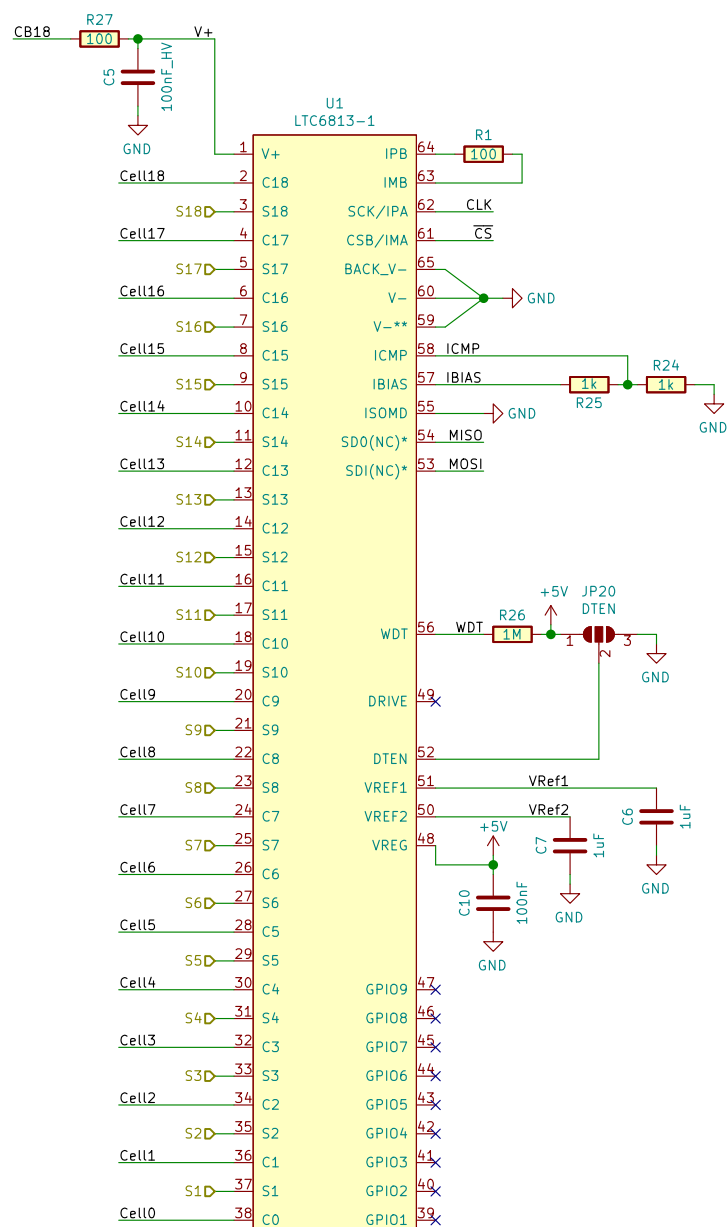 R27
CB18
100
V+
C5
100nF_HV
GND
U1
LTC6813-1
1 V+ IPB 64 R1 100
Cell18 2 C18 IMB 63
S18 3 S18 SCK/IPA 62 CLK
Cell17 4 C17 CSB/IMA 61 CS
S17 5 S17 BACK_V- 65
Cell16 6 C16 V- 60 GND
S16 7 S16 V-** 59
Cell15 8 C15 ICMP 58 ICMP R24
S15 9 S15 IBIAS 57 IBIAS 1k 1k
R25
GND
Cell14 10 C14 ISOMD 55 GND
S14 11 S14 SDO(NC)* 54 MISO
Cell13 12 C13 SDI(NC)* 53 MOSI
S13 13 S13
Cell12 14 C12
S12 15 S12
Cell11 16 C11 +5V JP20
DTEN
S11 17 S11 R26
WDT 56 WDT 1M 1 2 3
Cell10 18 C10
S10 19 S10 GND
Cell9 20 C9 DRIVE 49
S9 21 S9
Cell8 22 C8 DTEN 52
S8 23 S8 VREF1 51 VRef1
C6 1uF
Cell7 24 C7 VREF2 50 VRef2
+5V
S7 25 S7 VREG 48 C7 1uF
Cell6 26 C6 GND
S6 27 S6 C10 100nF GND
Cell5 28 C5
S5 29 S5 GND
Cell4 30 C4 GPIO9 47
S4 31 S4 GPIO8 46
Cell3 32 C3 GPIO7 45
S3 33 S3 GPIO6 44
Cell2 34 C2 GPIO5 43
S2 35 S2 GPIO4 42
Cell1 36 C1 GPIO3 41
S1 37 S1 GPIO2 40
Cell0 38 C0 GPIO1 39